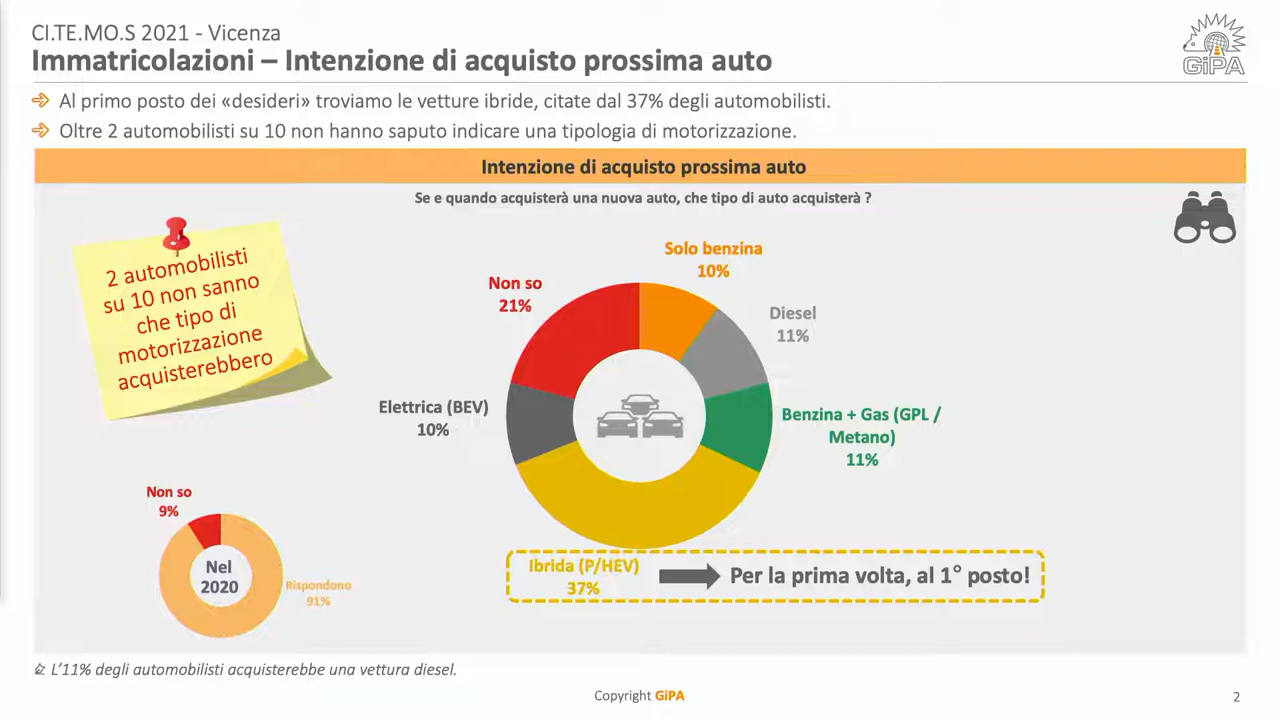 CI.TE.MO.S 2021 - Vicenza
Immatricolazioni – Intenzione di acquisto prossima auto
GiPA
Al primo posto dei «desideri» troviamo le vetture ibride, citate dal 37% degli automobilisti.
Oltre 2 automobilisti su 10 non hanno saputo indicare una tipologia di motorizzazione.
Intenzione di acquisto prossima auto
Se e quando acquisterà una nuova auto, che tipo di auto acquisterà ?
2 automobilisti
su 10 non sanno
che tipo di
motorizzazione
acquisterebbero
Solo benzina
10%
Non so
21%
Diesel
11%
Elettrica (BEV)
10%
Benzina + Gas (GPL /
Metano)
11%
Non so
9%
Nel
2020
Rispondono
91%
Ibrida (P/HEV)
37%
Per la prima volta, al 1° posto!
L’11% degli automobilisti acquisterebbe una vettura diesel.
Copyright GiPA
2